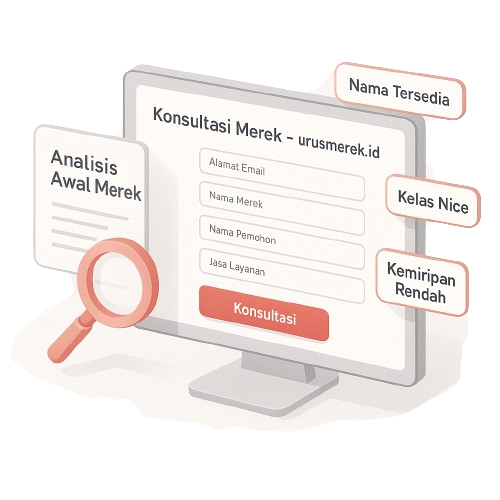 Konsultasi Merek – urusmerek.id
Alamat Email
Nama Merek
Nama Pemohon
Jasa Layanan
Konsultasi
Analisis
Awal Merek
Nama Tersedia
Kelas Nice
Kemiripan
Rendah